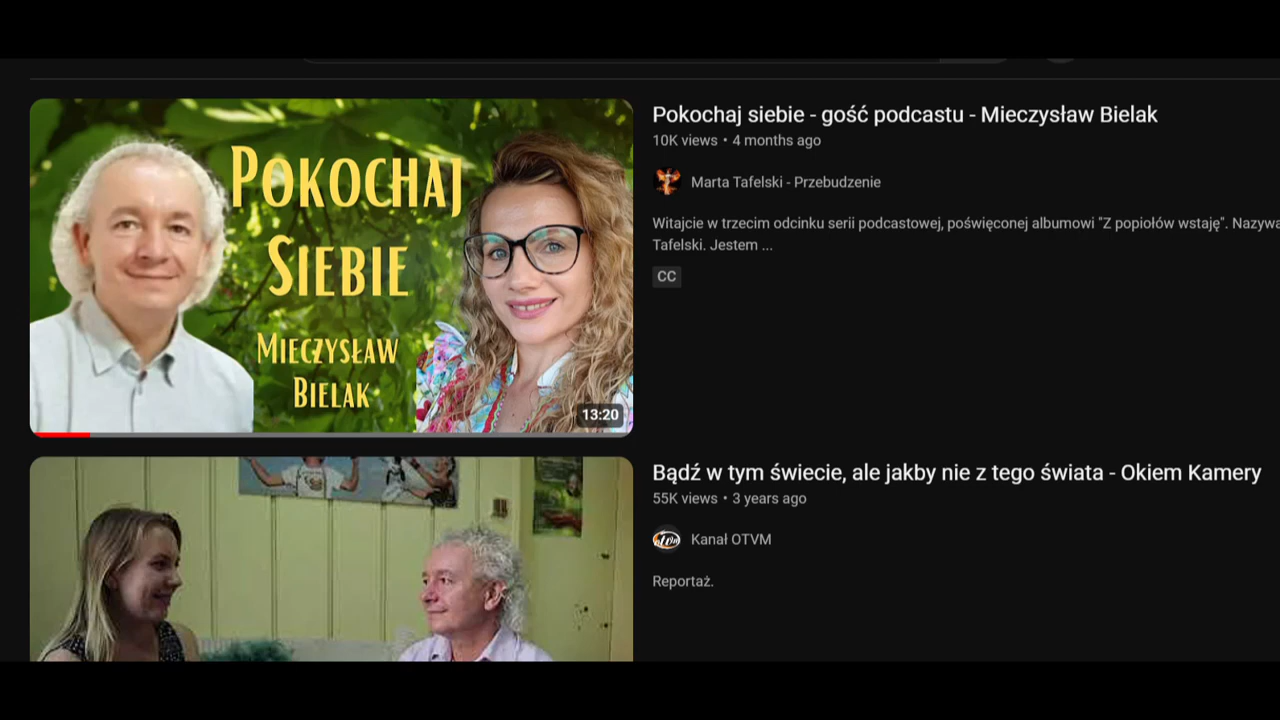 POKOCHAJ
SIEBIE
MIECZYSŁAW
BIELAK
13:20
Pokochaj siebie - gość podcastu - Mieczysław Bielak
10K views • 4 months ago
Marta Tafelski - Przebudzenie
Witajcie w trzecim odcinku serii podcastowej, poświęconej albumowi "Z popiołów wstaję". Nazywa
Tafelski. Jestem ...
CC
Bądź w tym świecie, ale jakby nie z tego świata - Okiem Kamery
55K views • 3 years ago
Kanał OTVM
Reportaż.